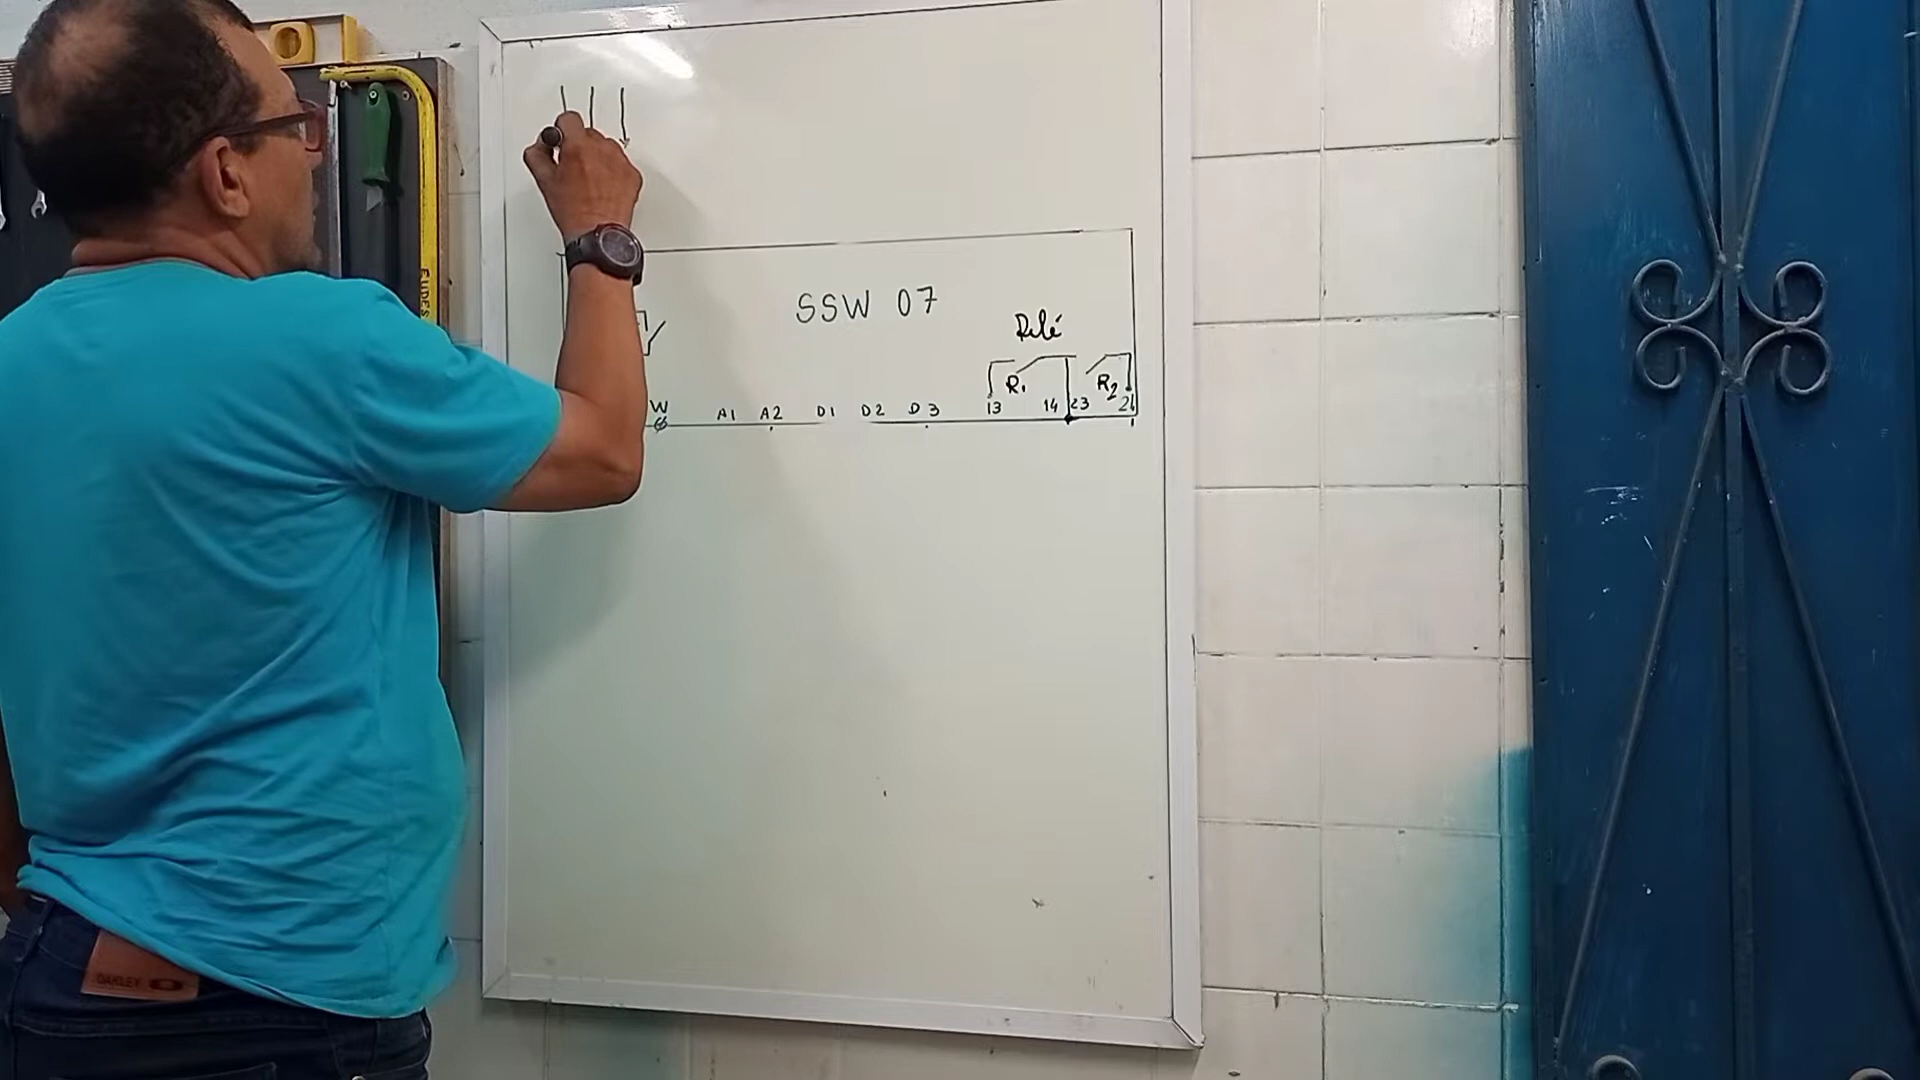 SSW 07
Relé
R1 R2
W A1 A2 D1 D2 D3 13 14 23 24
OAKLEY